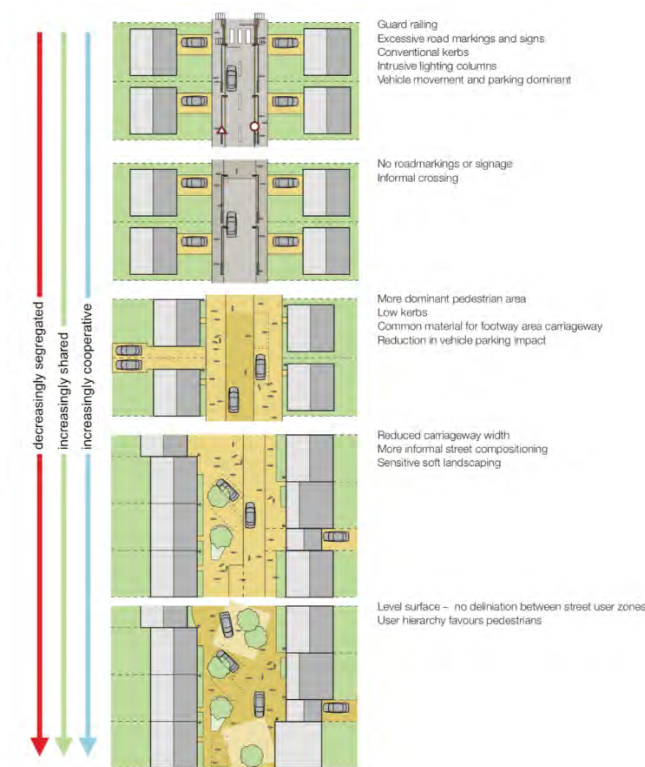 Guard railing
Excessive road markings and signs
Conventional kerbs
Intrusive lighting columns
Vehicle movement and parking dominant
No roadmarkings or signage
Informal crossing
More dominant pedestrian area
Low kerbs
Common material for footway area carriageway
Reduction in vehicle parking impact
Reduced carriageway width
More informal street compositioning
Sensitive soft landscaping
Level surface – no deliniation between street user zones
User hierarchy favours pedestrians
decreasingly segregated
increasingly shared
increasingly cooperative